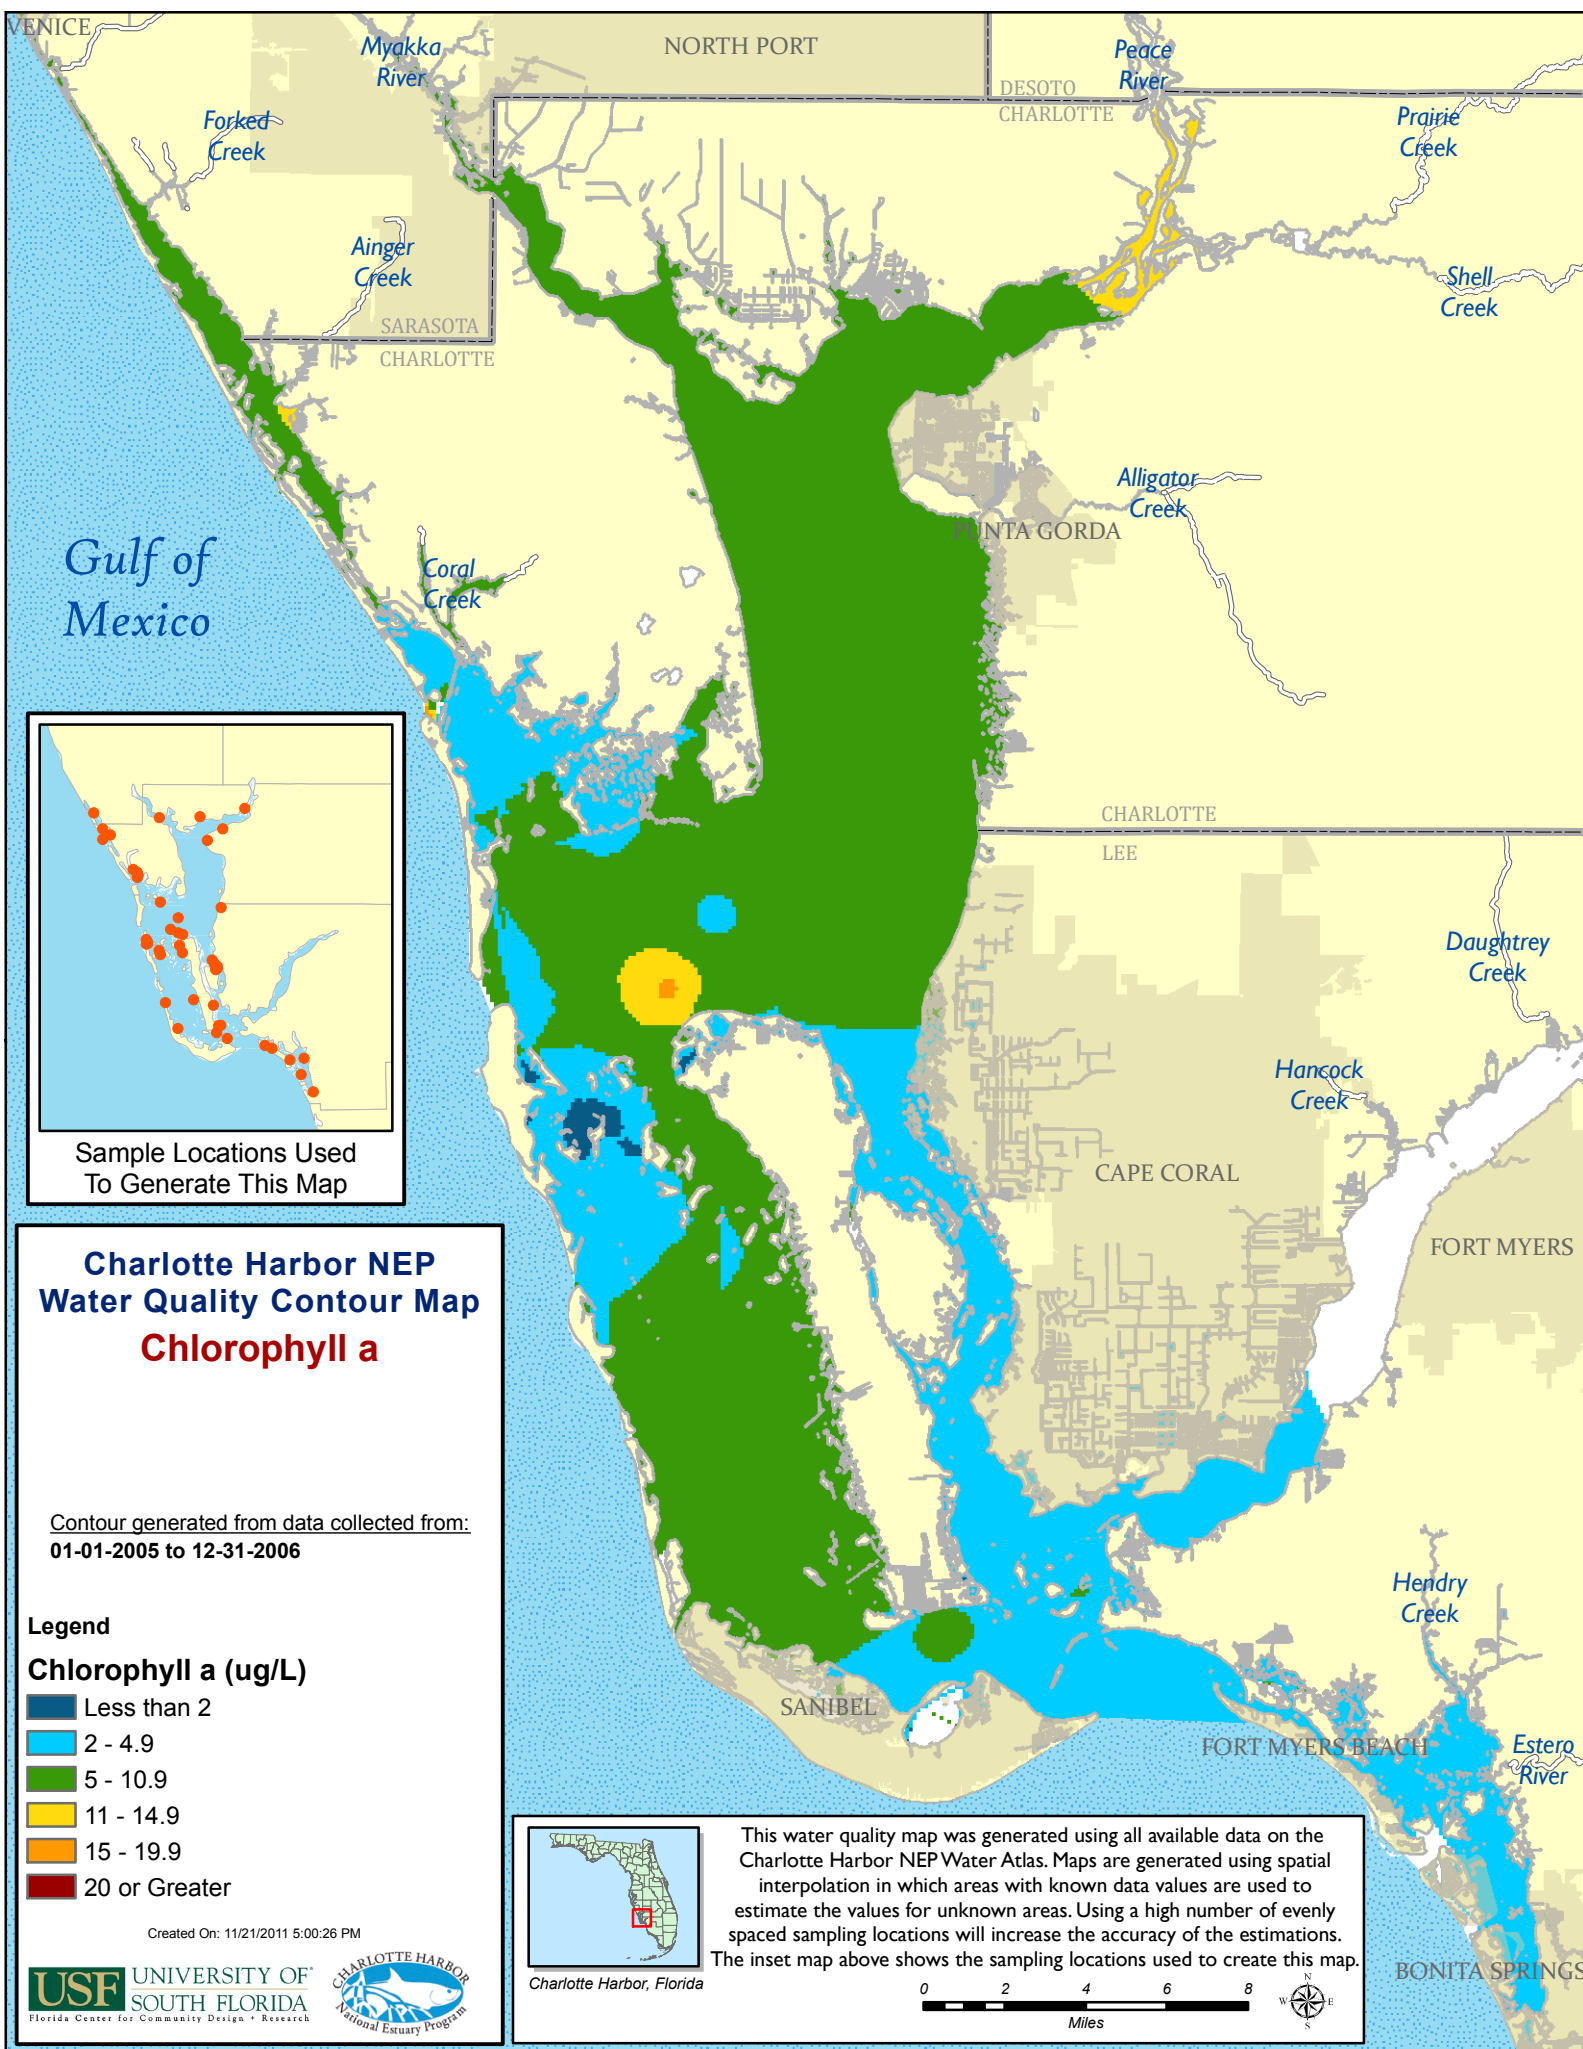 VENICE
Myakka
River
NORTH PORT
Peace
River
DESOTO
CHARLOTTE
Forked
Creek
Prairie
Creek
Ainger
Creek
Shell
Creek
SARASOTA
CHARLOTTE
Alligator
Creek
PUNTA GORDA
Gulf of
Mexico
Coral
Creek
CHARLOTTE
LEE
Daughtrey
Creek
Hancock
Creek
CAPE CORAL
FORT MYERS
Sample Locations Used
To Generate This Map
Charlotte Harbor NEP
Water Quality Contour Map
Chlorophyll a
Contour generated from data collected from:
01-01-2005 to 12-31-2006
Legend
Chlorophyll a (ug/L)
Less than 2
2 - 4.9
5 - 10.9
11 - 14.9
15 - 19.9
20 or Greater
Created On: 11/21/2011 5:00:26 PM
USF UNIVERSITY OF
SOUTH FLORIDA
Florida Center for Community Design + Research
CHARLOTTE HARBOR
National Estuary Program
Hendry
Creek
SANIBEL
FORT MYERS BEACH
Estero
River
BONITA SPRINGS
Charlotte Harbor, Florida
This water quality map was generated using all available data on the
Charlotte Harbor NEP Water Atlas. Maps are generated using spatial
interpolation in which areas with known data values are used to
estimate the values for unknown areas. Using a high number of evenly
spaced sampling locations will increase the accuracy of the estimations.
The inset map above shows the sampling locations used to create this map.
0 2 4 6 8
Miles
N
W E
S